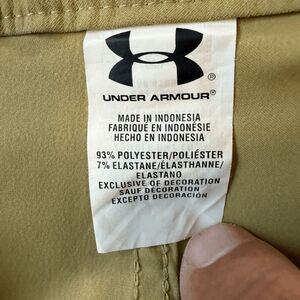 ®
UNDER ARMOUR®
MADE IN INDONESIA
FABRIQUÉ EN INDONÉSIE
HECHO EN INDONESIA
93% POLYESTER/POLIÉSTER
7% ELASTANE/ÉLASTHANNE/
ELASTANO
EXCLUSIVE OF DECORATION
SAUF DÉCORATION
EXCEPTO DECORACIÓN